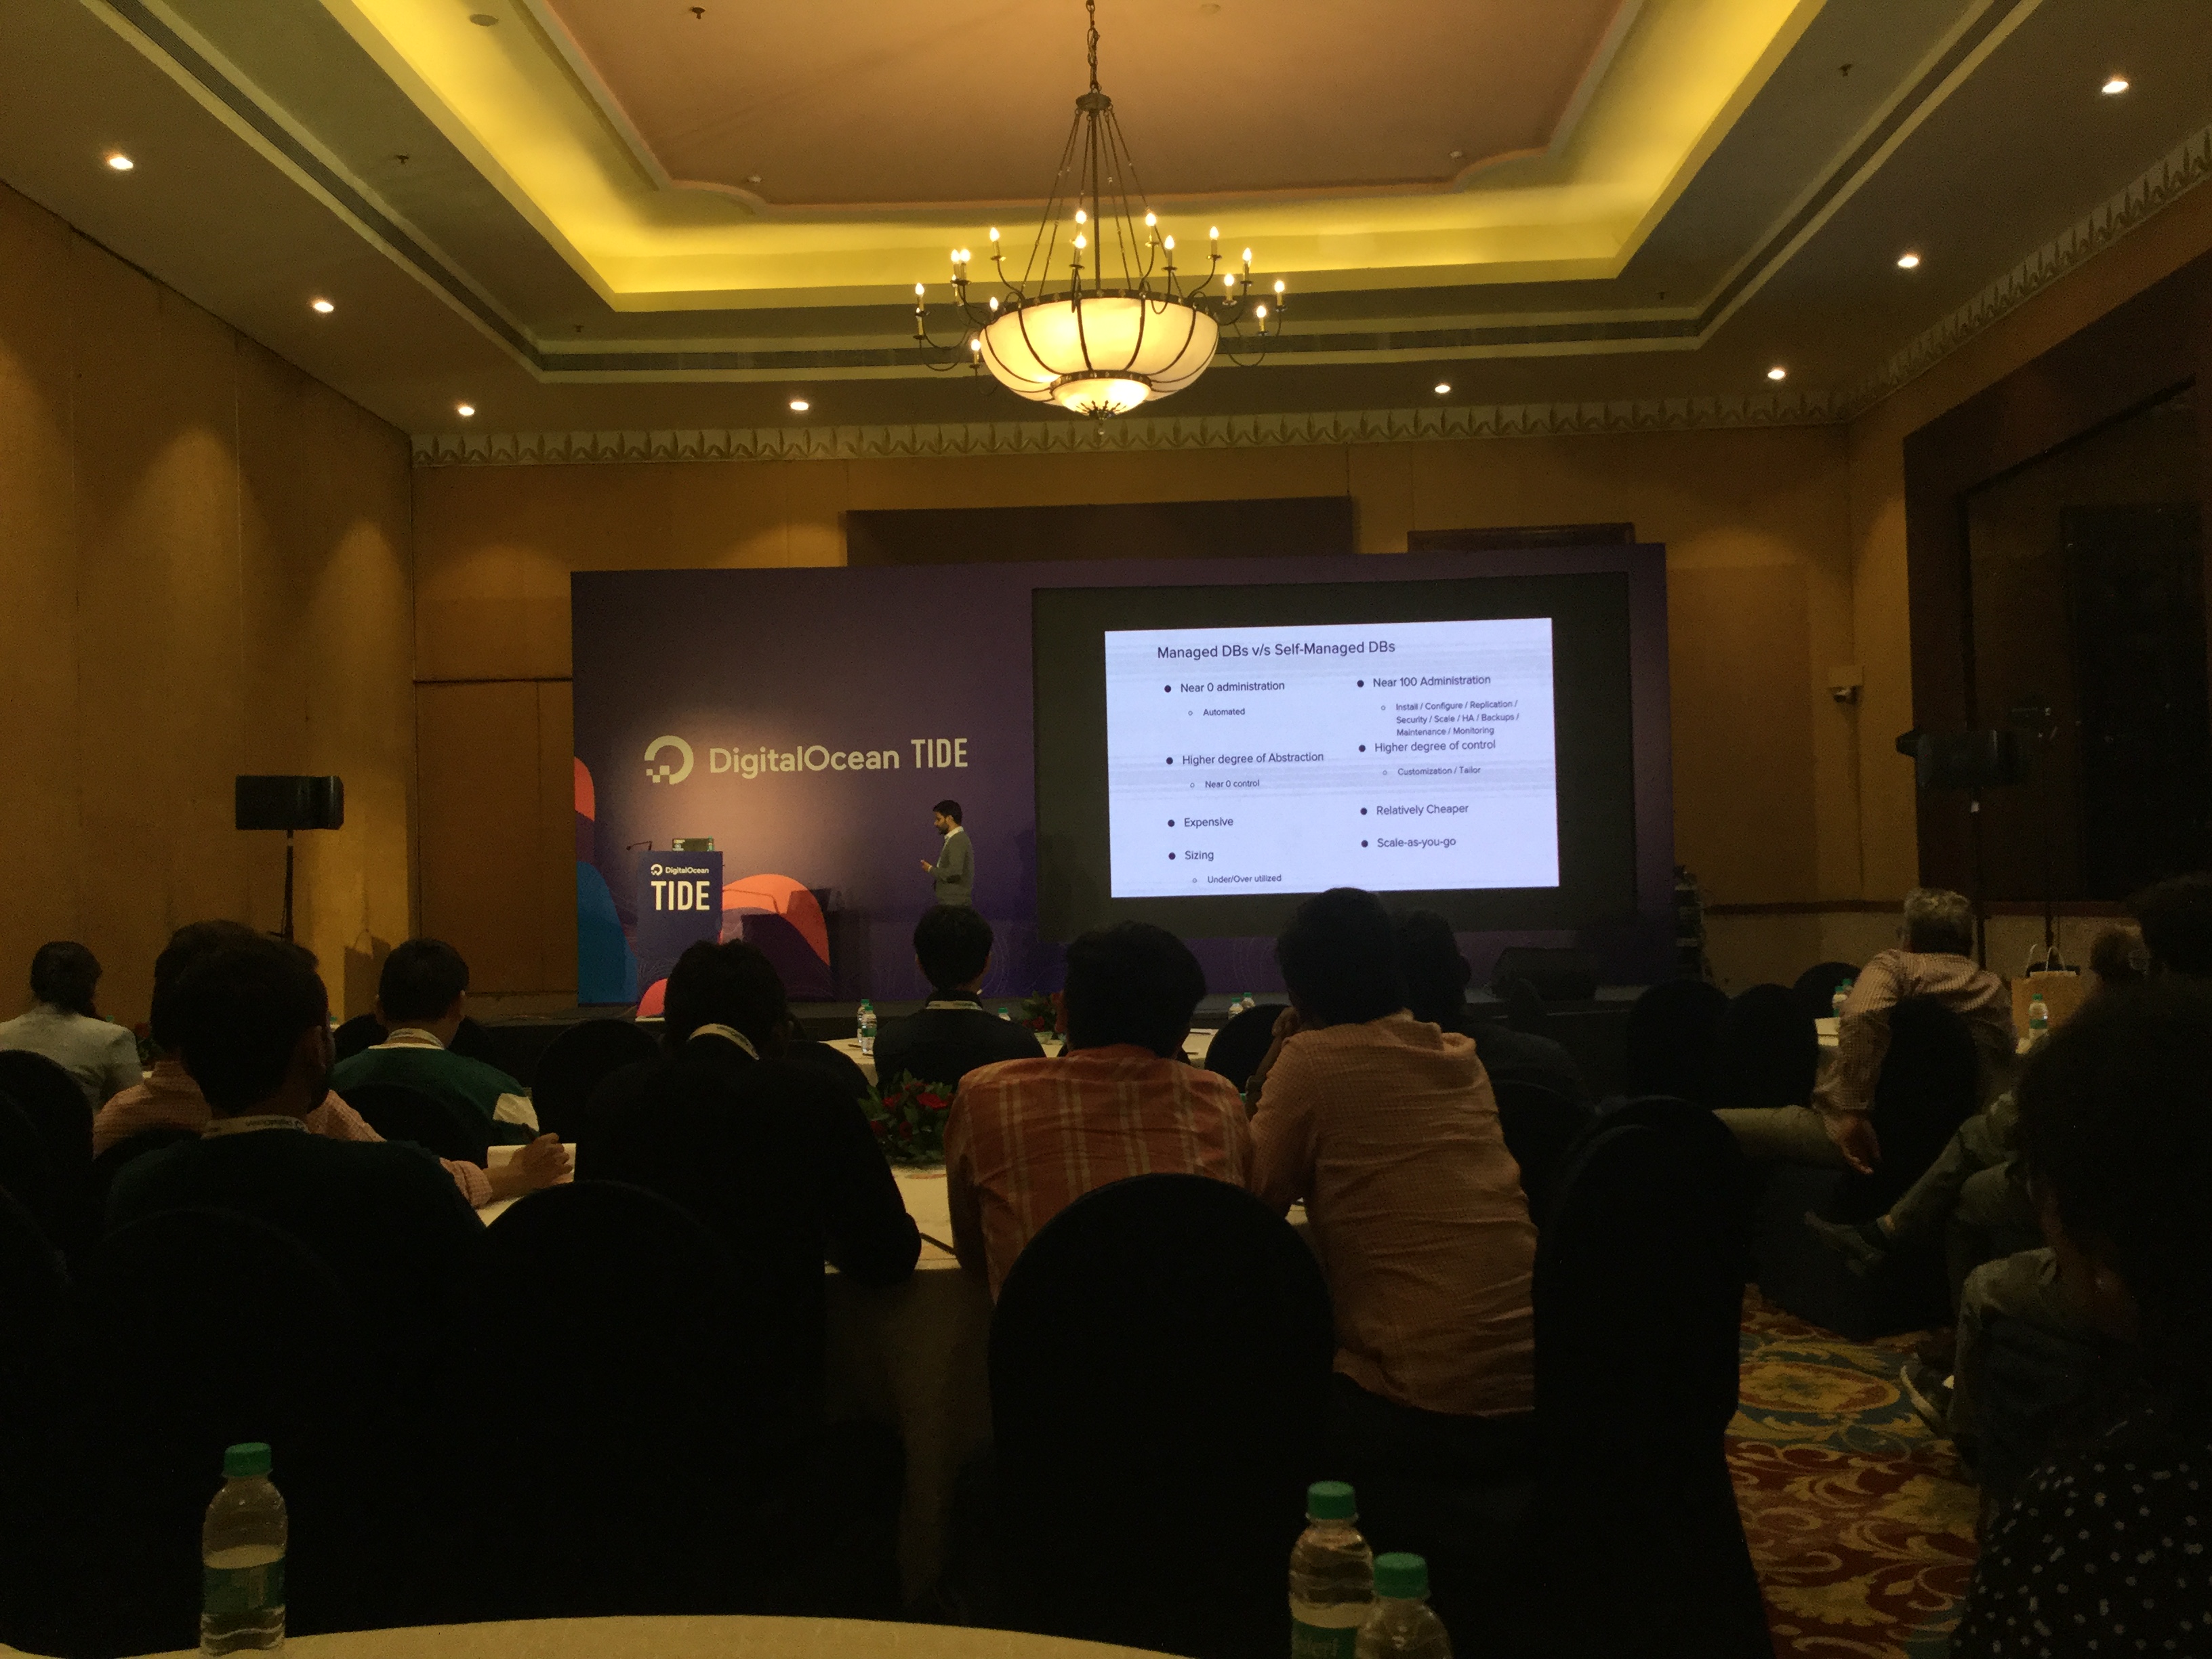 DigitalOcean TIDE
DigitalOcean
TIDE
Managed DBs v/s Self-Managed DBs
Near 0 administration
Automated
Higher degree of Abstraction
Near 0 control
Expensive
Sizing
Under/Over utilized
Near 100 Administration
Install / Configure / Replication /
Security / Scale / HA / Backups /
Maintenance / Monitoring
Higher degree of control
Customization / Tailor
Relatively Cheaper
Scale-as-you-go